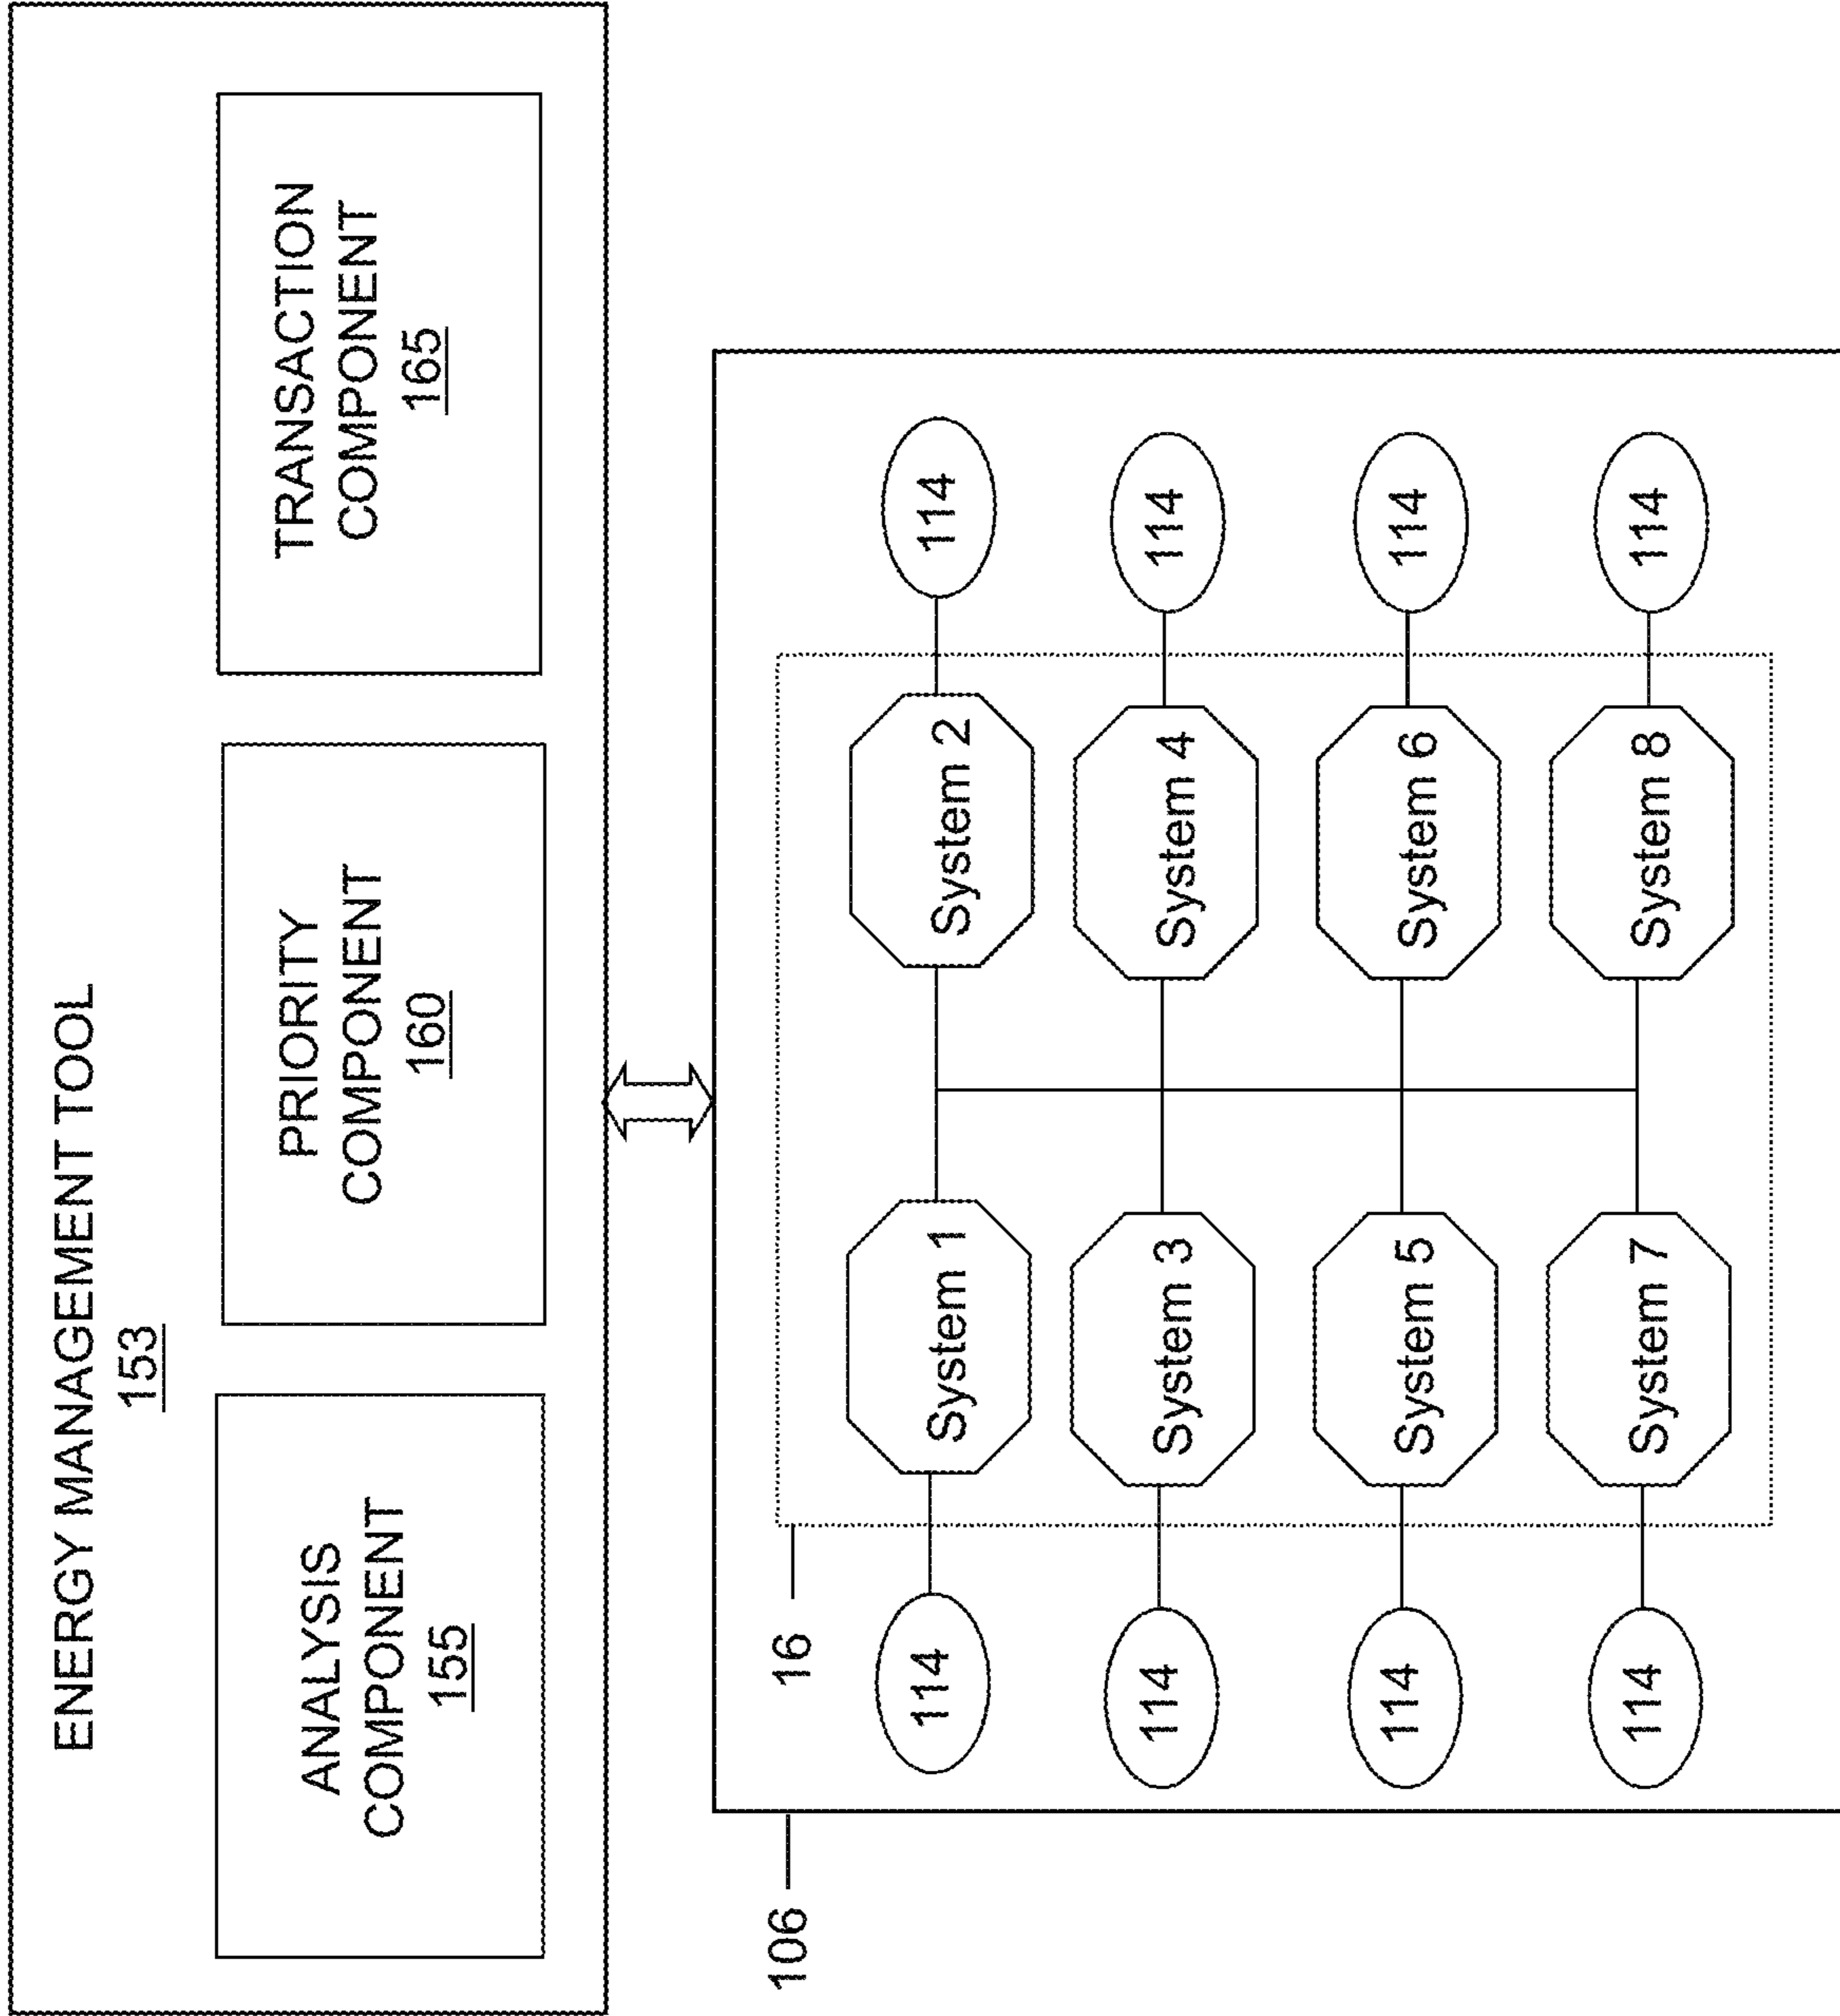 ENERGY MANAGEMENT TOOL
153
ANALYSIS
COMPONENT
155
PRIORITY
COMPONENT
160
TRANSACTION
COMPONENT
165
106
16
114
System 1
System 2
114
114
System 3
System 4
114
114
System 5
System 6
114
114
System 7
System 8
114